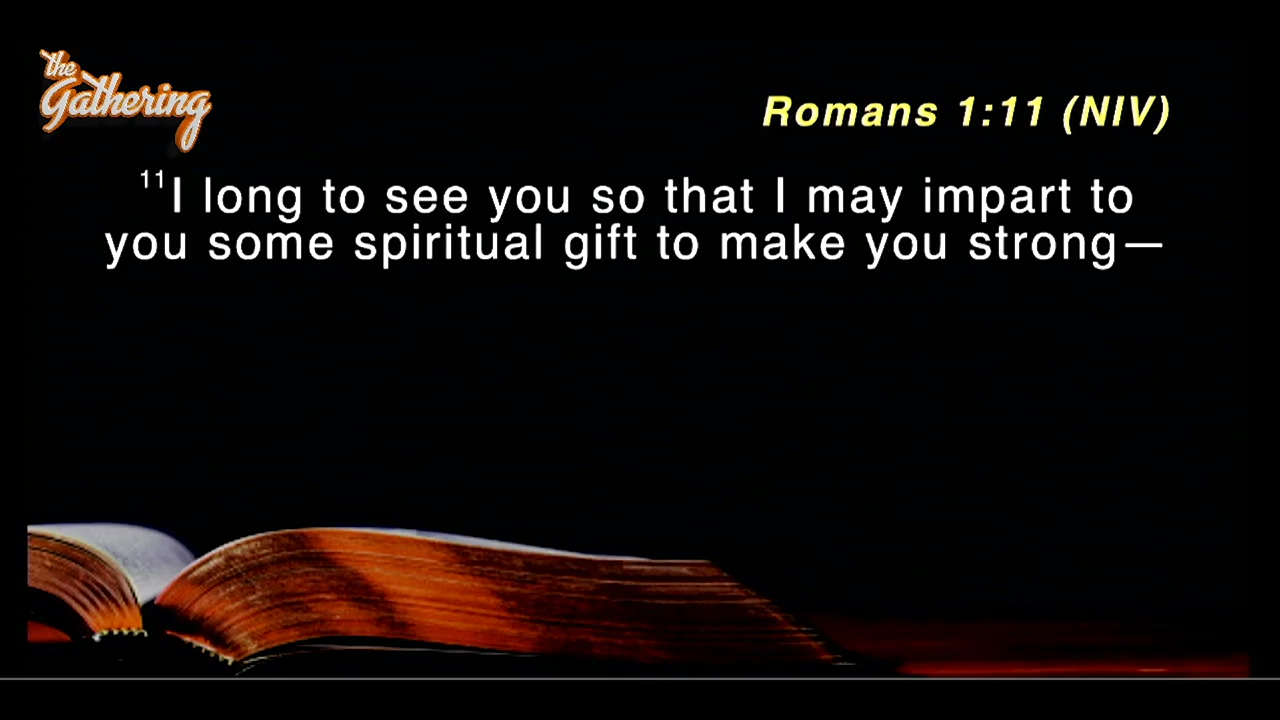 the
Gathering
Romans 1:11 (NIV)
11I long to see you so that I may impart to
you some spiritual gift to make you strong—